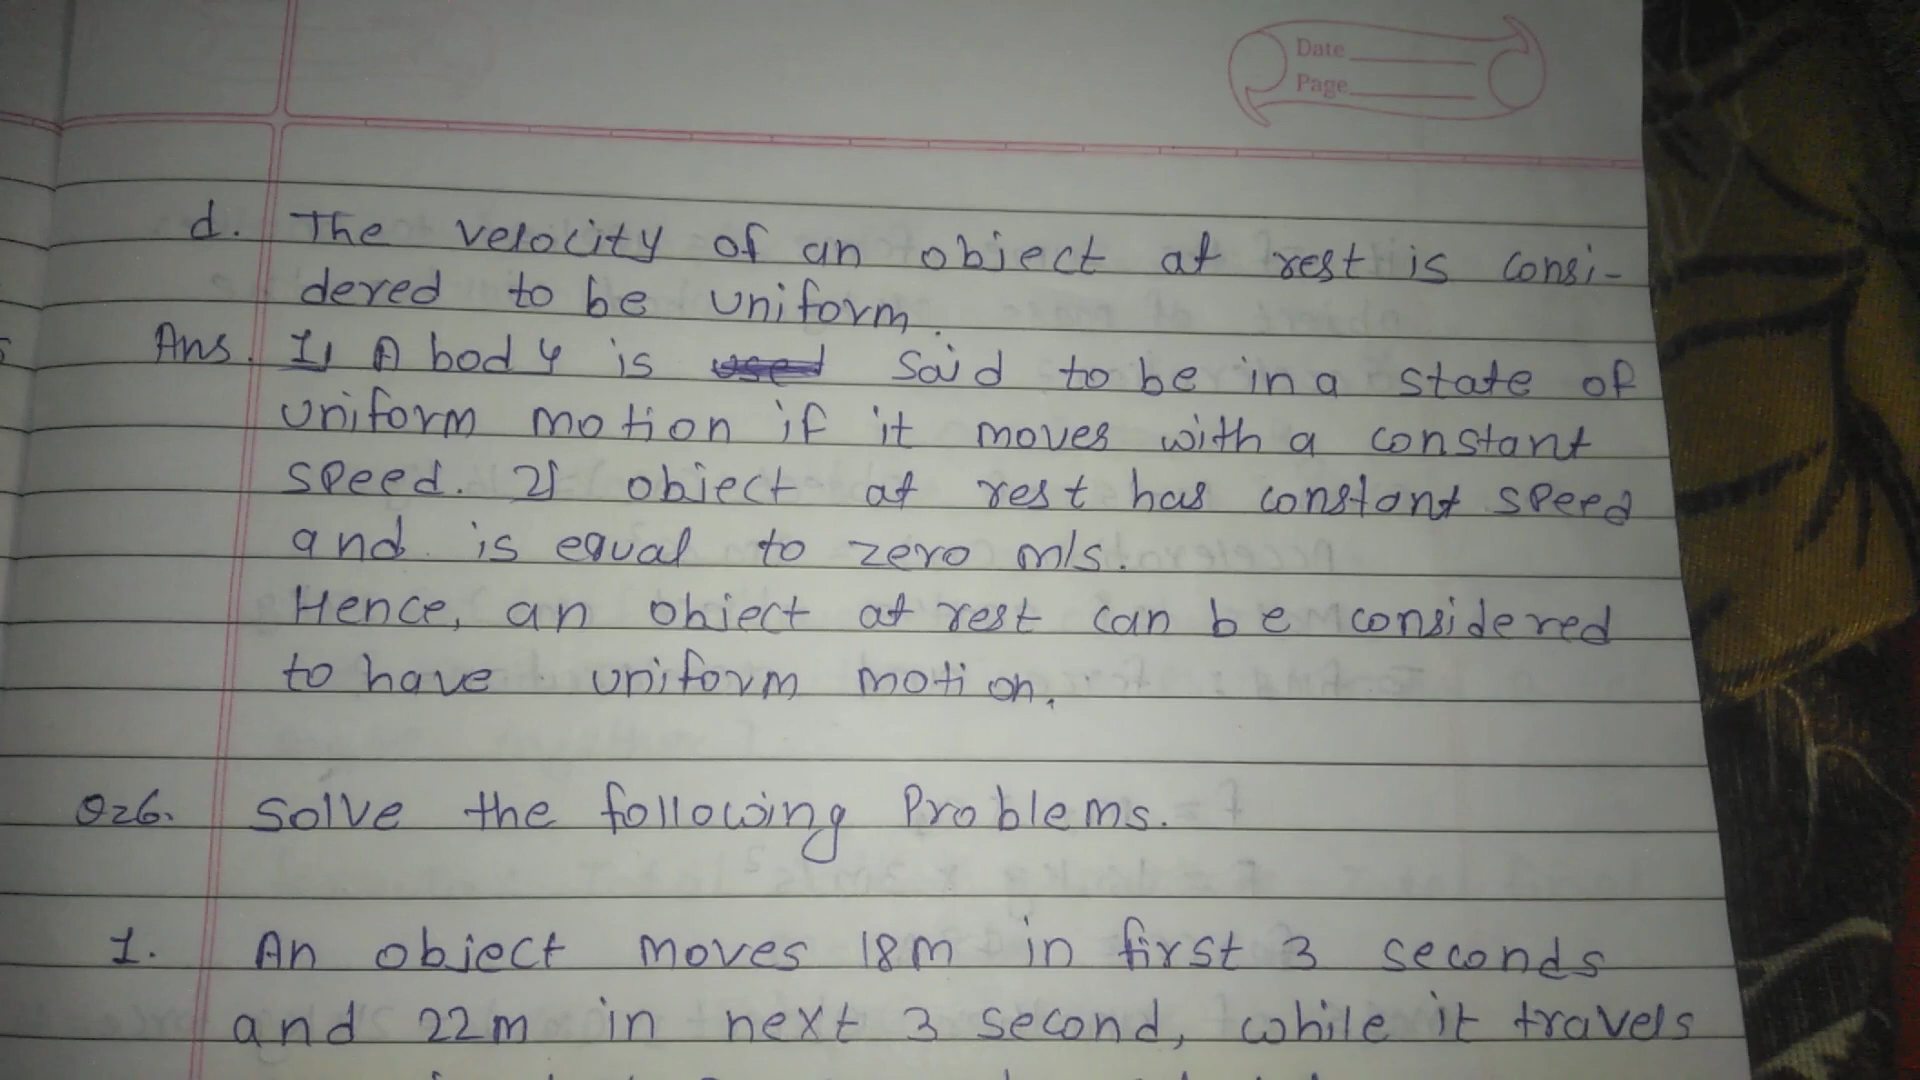 Date
Page
d. The velocity of an object at rest is consi-
dered to be uniform.
Ans. 1) A body is used said to be in a state of
uniform motion if it moves with a constant
speed. 2) object at rest has constant speed
and is equal to zero m/s.
Hence, an object at rest can be considered
to have uniform motion.
Q26. Solve the following Problems.
1. An object moves 18m in first 3 seconds
and 22m in next 3 second, while it travels